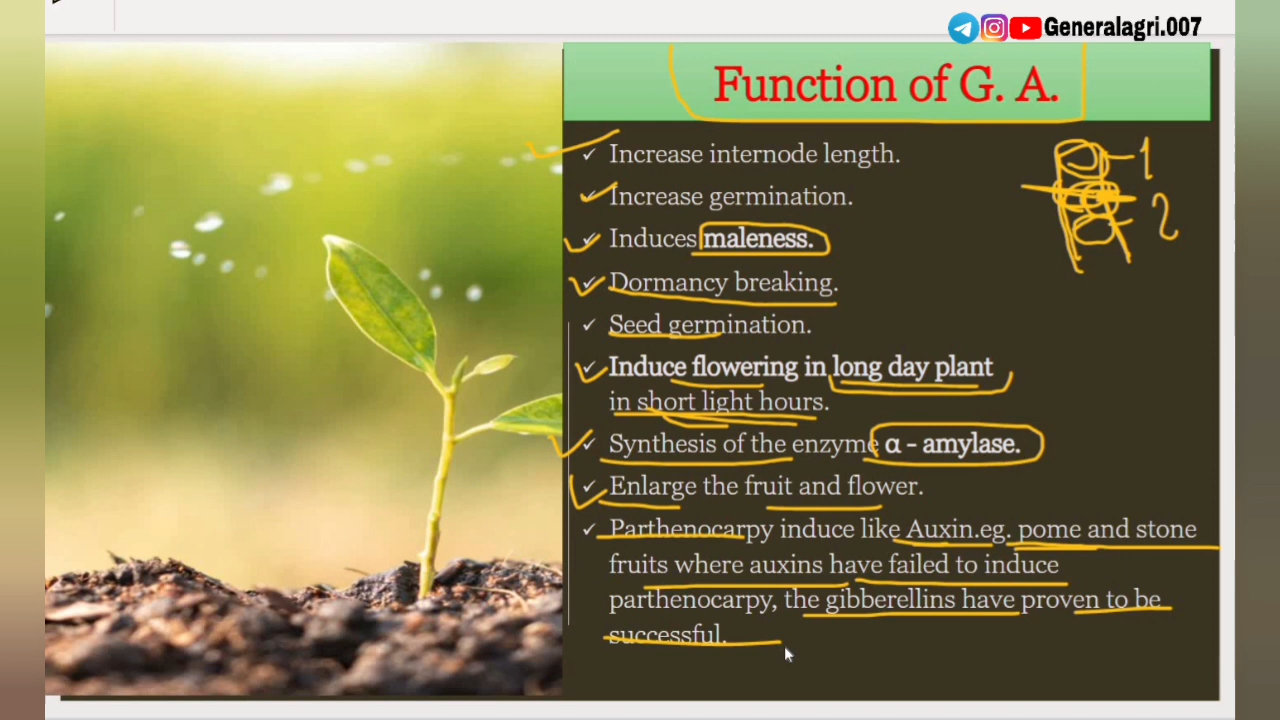 Generalagri.007
Function of G. A.
Increase internode length.
Increase germination.
Induces maleness.
Dormancy breaking.
Seed germination.
Induce flowering in long day plant
in short light hours.
Synthesis of the enzyme α - amylase.
Enlarge the fruit and flower.
Parthenocarpy induce like Auxin.eg. pome and stone
fruits where auxins have failed to induce
parthenocarpy, the gibberellins have proven to be
successful.
1
2